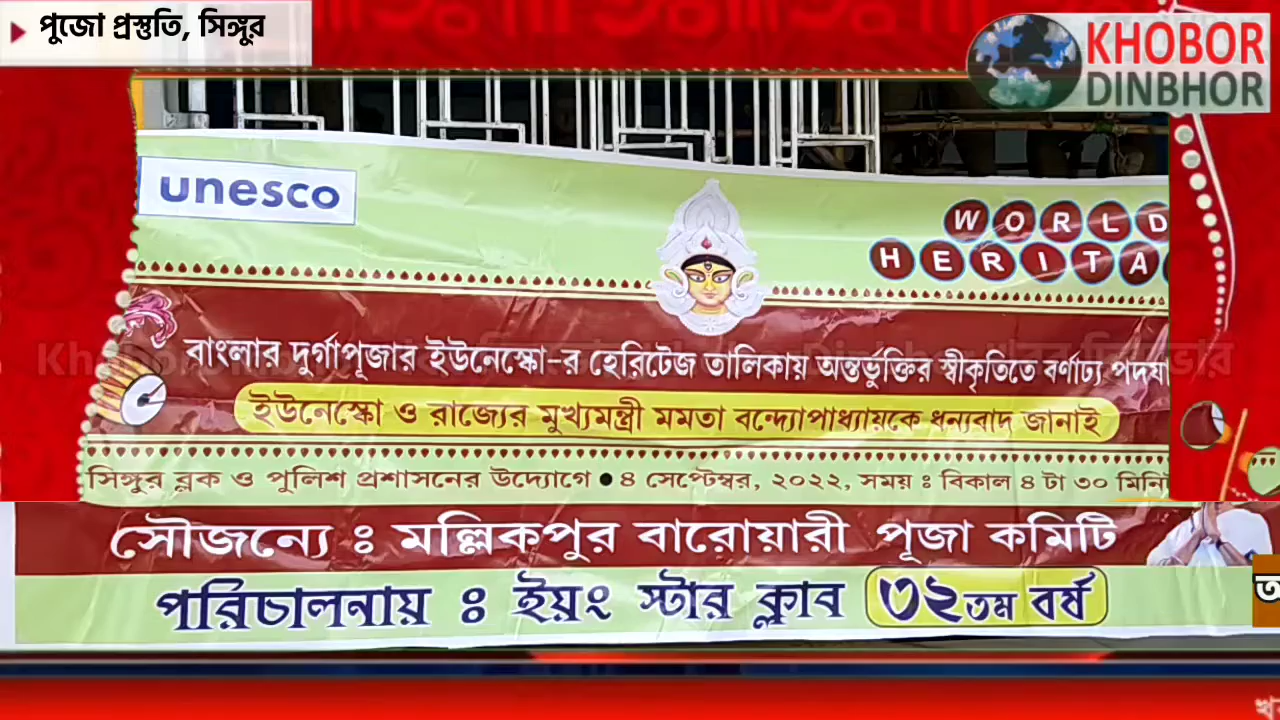 পুজো প্রস্তুতি, সিঙ্গুর
KHOBOR
DINBHOR
unesco
WORLD
HERITA
বাংলার দুর্গাপূজার ইউনেস্কো-র হেরিটেজ তালিকায় অন্তর্ভুক্তির স্বীকৃতিতে বর্ণাঢ্য পদযা
ইউনেস্কো ও রাজ্যের মুখ্যমন্ত্রী মমতা বন্দ্যোপাধ্যায়কে ধন্যবাদ জানাই
সিঙ্গুর ব্লক ও পুলিশ প্রশাসনের উদ্যোগে ● ৪ সেপ্টেম্বর, ২০২২, সময় ঃ বিকাল ৪ টা ৩০ মিনি
সৌজন্যে ঃ মল্লিকপুর বারোয়ারী পূজা কমিটি
পরিচালনায় ঃ ইয়ং স্টার ক্লাব ৩২তম বর্ষ